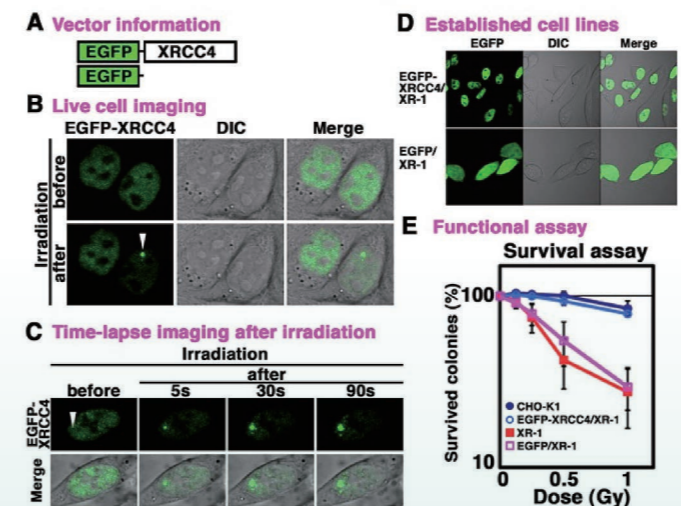 A Vector information
EGFP XRCC4
EGFP
B Live cell imaging
EGFP-XRCC4 DIC Merge
Irradiation
before
after
C Time-lapse imaging after irradiation
Irradiation
after
before 5s 30s 90s
EGFP-
XRCC4
Merge
D Established cell lines
EGFP DIC Merge
EGFP-
XRCC4/
XR-1
EGFP/
XR-1
E Functional assay
Survival assay
Survived colonies (%)
100
10
CHO-K1
EGFP-XRCC4/XR-1
XR-1
EGFP/XR-1
0 0.5 1
Dose (Gy)